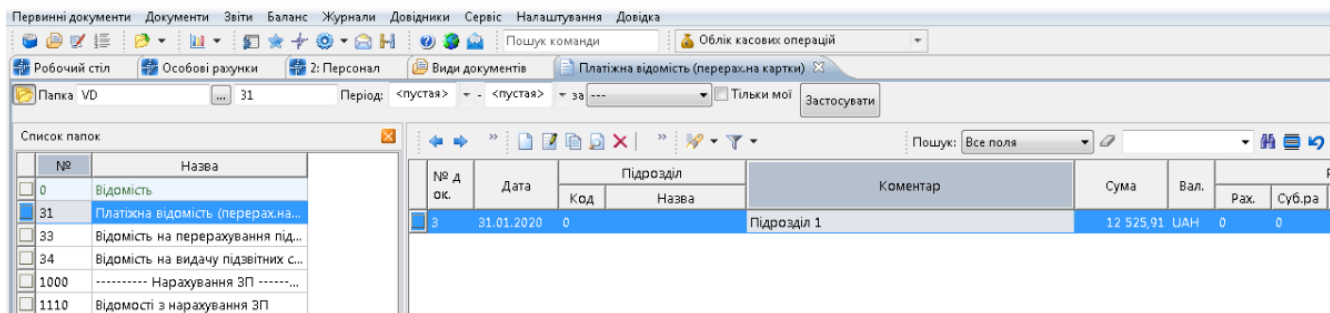 Первинні документи Документи Звіти Баланс Журнали Довідники Сервіс Налаштування Довідка
Пошук команди Облік касових операцій
Робочий стіл Особові рахунки 2: Персонал Види документів Платіжна відомість (перерах.на картки)
Папка VD ... 31 Період: <пустая> - <пустая> за --- Тільки мої Застосувати
Список папок Пошук: Все поля
№ Назва № док. Дата Підрозділ Код Назва Коментар Сума Вал. Рах. Суб.ра
0 Відомість
31 Платіжна відомість (перерах.на... 3 31.01.2020 0 Підрозділ 1 12 525,91 UAH 0 0
33 Відомість на перерахування під...
34 Відомість на видачу підзвітних с...
1000 ---------- Нарахування ЗП ------...
1110 Відомості з нарахування ЗП